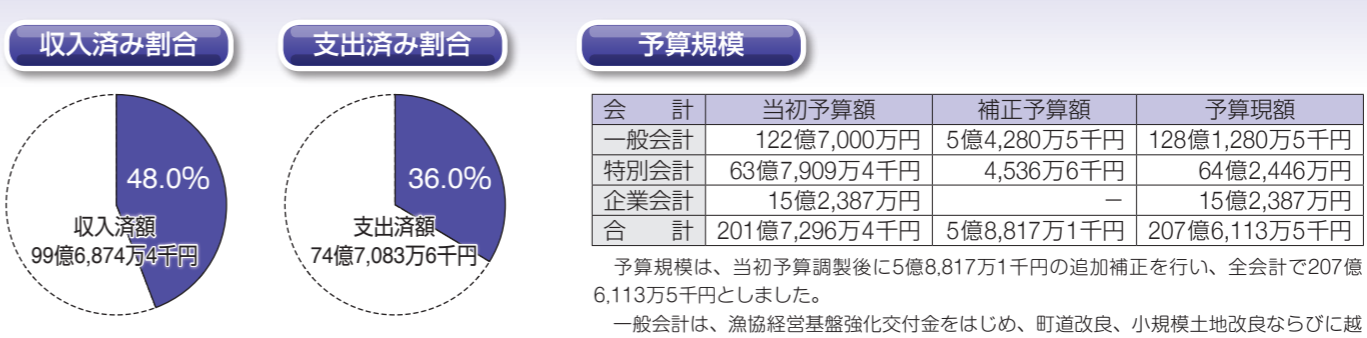 収入済み割合
48.0%
収入済額
99億6,874万4千円
支出済み割合
36.0%
支出済額
74億7,083万6千円
予算規模
会　　計 当初予算額 補正予算額 予算現額
一般会計 122億7,000万円 5億4,280万5千円 128億1,280万5千円
特別会計 63億7,909万4千円 4,536万6千円 64億2,446万円
企業会計 15億2,387万円 － 15億2,387万円
合　　計 201億7,296万4千円 5億8,817万1千円 207億6,113万5千円
　予算規模は、当初予算調製後に5億8,817万1千円の追加補正を行い、全会計で207億
6,113万5千円としました。
　一般会計は、漁協経営基盤強化交付金をはじめ、町道改良、小規模土地改良ならびに越